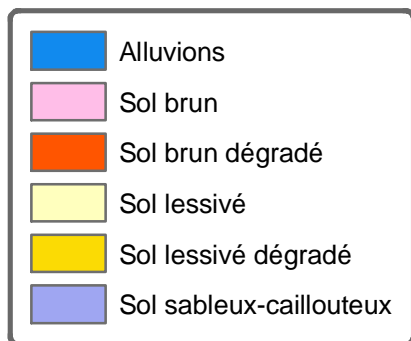 Alluvions
Sol brun
Sol brun dégradé
Sol lessivé
Sol lessivé dégradé
Sol sableux-caillouteux